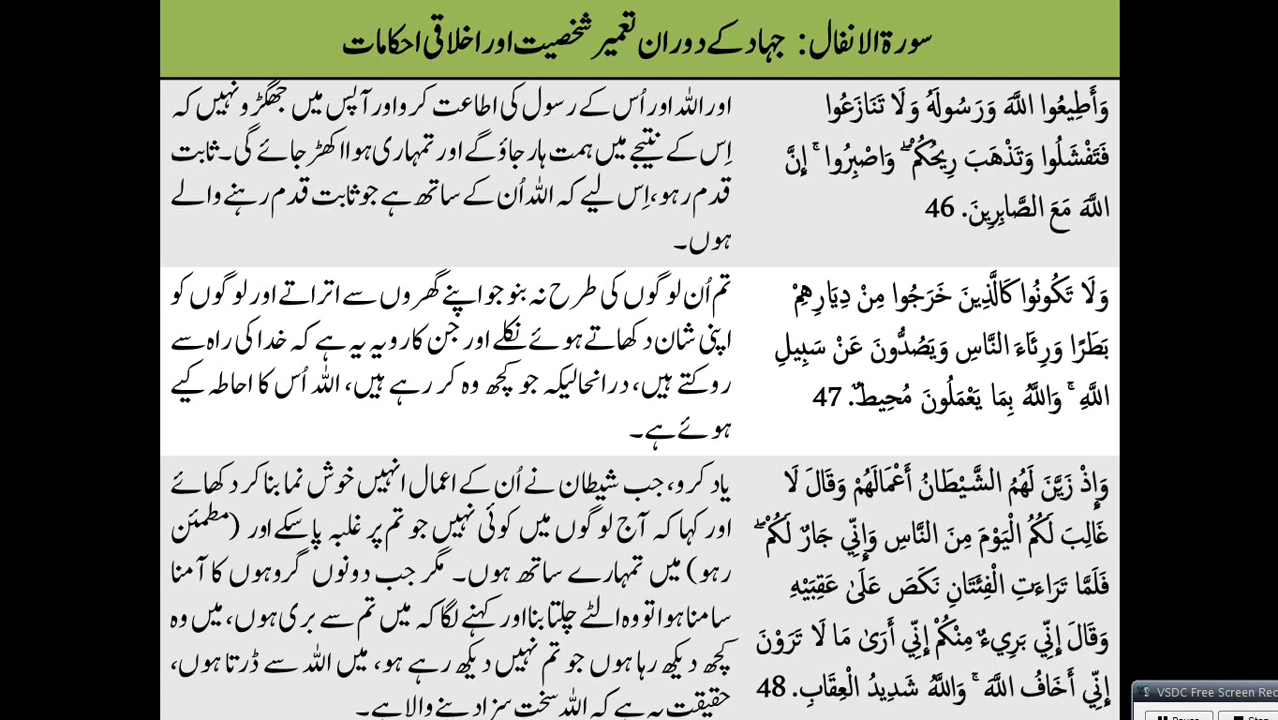 سورۃ الانفال: جہاد کے دوران تعمیر شخصیت اور اخلاقی احکامات
وَأَطِيعُوا اللَّهَ وَرَسُولَهُ وَلَا تَنَازَعُوا
فَتَفْشَلُوا وَتَذْهَبَ رِيحُكُمْ ۖ وَاصْبِرُوا ۚ إِنَّ
اللَّهَ مَعَ الصَّابِرِينَ. 46
اور اللہ اور اُس کے رسول کی اطاعت کرو اور آپس میں جھگڑو نہیں کہ
اِس کے نتیجے میں ہمت ہار جاؤ گے اور تمہاری ہوا اکھڑ جائے گی۔ ثابت
قدم رہو، اِس لیے کہ اللہ اُن کے ساتھ ہے جو ثابت قدم رہنے والے
ہوں۔
وَلَا تَكُونُوا كَالَّذِينَ خَرَجُوا مِنْ دِيَارِهِمْ
بَطَرًا وَرِئَاءَ النَّاسِ وَيَصُدُّونَ عَنْ سَبِيلِ
اللَّهِ ۚ وَاللَّهُ بِمَا يَعْمَلُونَ مُحِيطٌ. 47
تم اُن لوگوں کی طرح نہ بنو جو اپنے گھروں سے اتراتے اور لوگوں کو
اپنی شان دکھاتے ہوئے نکلے اور جن کا رویہ یہ ہے کہ خدا کی راہ سے
روکتے ہیں، درانحالیکہ جو کچھ وہ کر رہے ہیں، اللہ اُس کا احاطہ کیے
ہوئے ہے۔
وَإِذْ زَيَّنَ لَهُمُ الشَّيْطَانُ أَعْمَالَهُمْ وَقَالَ لَا
غَالِبَ لَكُمُ الْيَوْمَ مِنَ النَّاسِ وَإِنِّي جَارٌ لَكُمْ ۖ
فَلَمَّا تَرَاءَتِ الْفِئَتَانِ نَكَصَ عَلَىٰ عَقِبَيْهِ
وَقَالَ إِنِّي بَرِيءٌ مِنْكُمْ إِنِّي أَرَىٰ مَا لَا تَرَوْنَ
إِنِّي أَخَافُ اللَّهَ ۚ وَاللَّهُ شَدِيدُ الْعِقَابِ. 48
یاد کرو، جب شیطان نے اُن کے اعمال انہیں خوش نما بنا کر دکھائے
اور کہا کہ آج لوگوں میں کوئی نہیں جو تم پر غلبہ پا سکے اور (مطمئن
رہو) میں تمہارے ساتھ ہوں۔ مگر جب دونوں گروہوں کا آمنا
سامنا ہوا تو وہ الٹے چلتا بنا اور کہنے لگا کہ میں تم سے بری ہوں، میں وہ
کچھ دیکھ رہا ہوں جو تم نہیں دیکھ رہے ہو، میں اللہ سے ڈرتا ہوں،
حقیقت یہ ہے کہ اللہ سخت سزا دینے والا ہے۔
VSDC Free Screen Rec
Pause